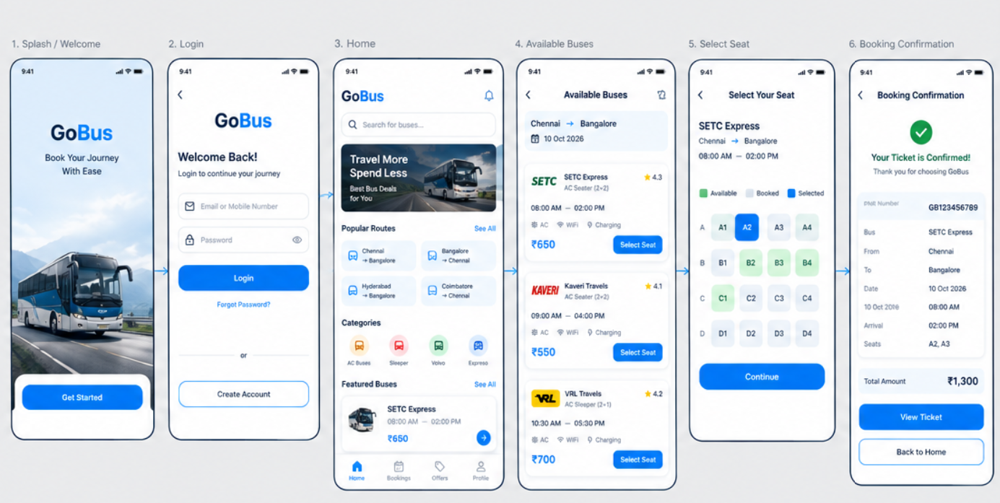 1. Splash / Welcome
9:41
GoBus
Book Your Journey
With Ease
Get Started
2. Login
9:41
GoBus
Welcome Back!
Login to continue your journey
Email or Mobile Number
Password
Login
Forgot Password?
or
Create Account
3. Home
9:41
GoBus
Search for buses...
Travel More
Spend Less
Best Bus Deals
for You
Popular Routes
See All
Chennai
→ Bangalore
Bangalore
→ Chennai
Hyderabad
→ Bangalore
Coimbatore
→ Chennai
Categories
AC Buses
Sleeper
Volvo
Expreso
Featured Buses
See All
SETC Express
08:00 AM — 02:00 PM
₹650
Home
Bookings
Offers
Profile
4. Available Buses
9:41
Available Buses
Chennai → Bangalore
10 Oct 2026
SETC
SETC Express
4.3
AC Seater (2+2)
08:00 AM — 02:00 PM
AC WiFi Charging
₹650
Select Seat
KAVERI
Kaveri Travels
4.1
AC Seater (2+2)
09:00 AM — 04:00 PM
AC WiFi Charging
₹550
Select Seat
VRL
VRL Travels
4.2
AC Sleeper (2+1)
10:30 AM — 05:30 PM
AC WiFi Charging
₹700
Select Seat
5. Select Seat
9:41
Select Your Seat
SETC Express
Chennai → Bangalore
08:00 AM — 02:00 PM
Available Booked Selected
A A1 A2 A3 A4
B B1 B2 B3 B4
C C1 C2 C3 C4
D D1 D2 D3 D4
Continue
6. Booking Confirmation
9:41
Booking Confirmation
Your Ticket is Confirmed!
Thank you for choosing GoBus
Number GB123456789
Bus SETC Express
From Chennai
To Bangalore
Date 10 Oct 2026
10 Oct 2016 08:00 AM
Arrival 02:00 PM
Seats A2, A3
Total Amount ₹1,300
View Ticket
Back to Home